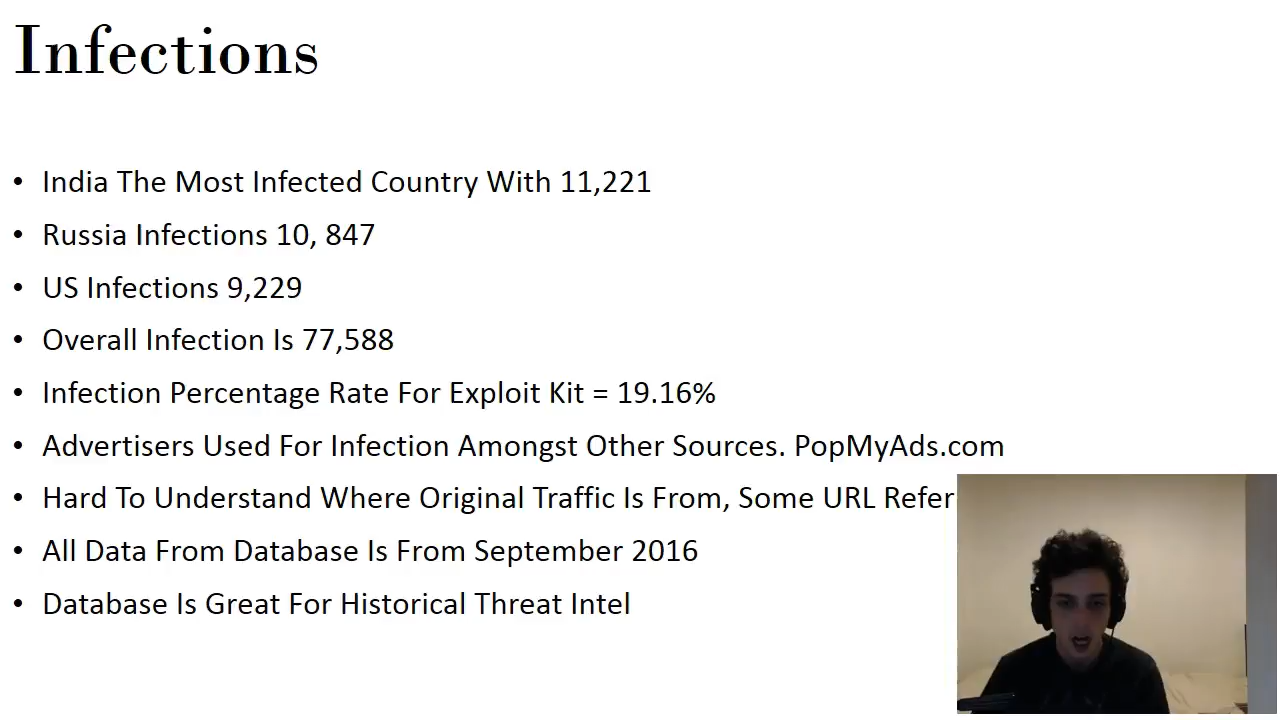 Infections
• India The Most Infected Country With 11,221
• Russia Infections 10, 847
• US Infections 9,229
• Overall Infection Is 77,588
• Infection Percentage Rate For Exploit Kit = 19.16%
• Advertisers Used For Infection Amongst Other Sources. PopMyAds.com
• Hard To Understand Where Original Traffic Is From, Some URL Refer
• All Data From Database Is From September 2016
• Database Is Great For Historical Threat Intel